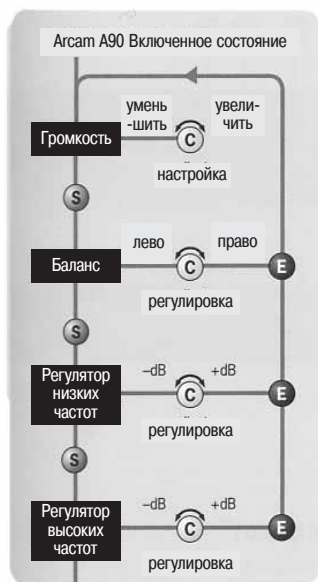 Arcam A90 Включенное состояние
умень
-шить
увели-
чить
Громкость
C
настройка
S
лево
право
Баланс
C
E
регулировка
S
Регулятор
низких
частот
–dB
+dB
C
E
регулировка
S
Регулятор
высоких
частот
–dB
+dB
C
E
регулировка